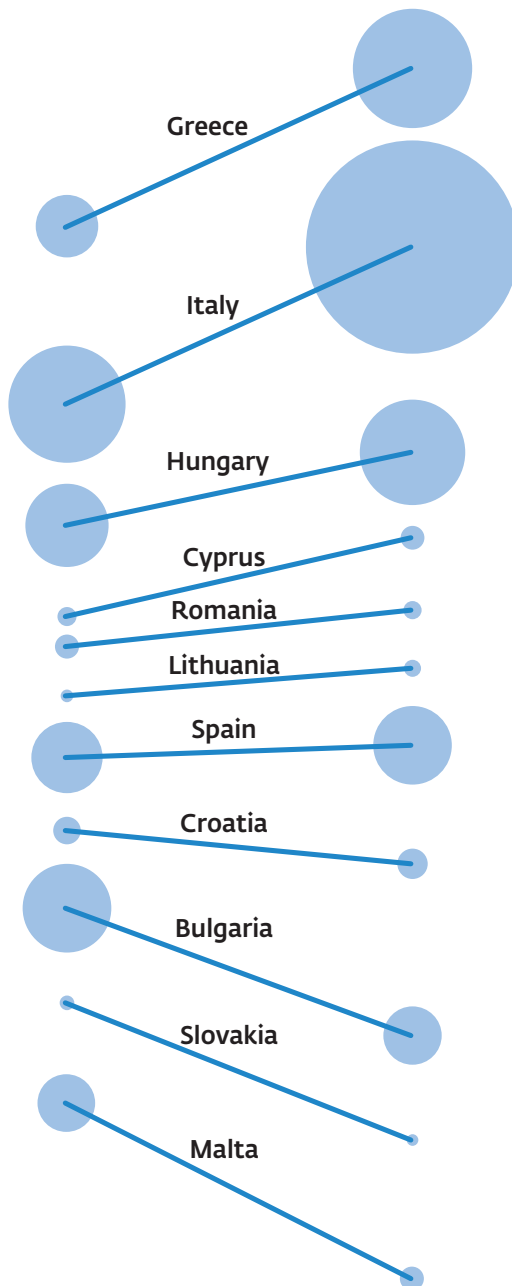 Greece
Italy
Hungary
Cyprus
Romania
Lithuania
Spain
Croatia
Bulgaria
Slovakia
Malta